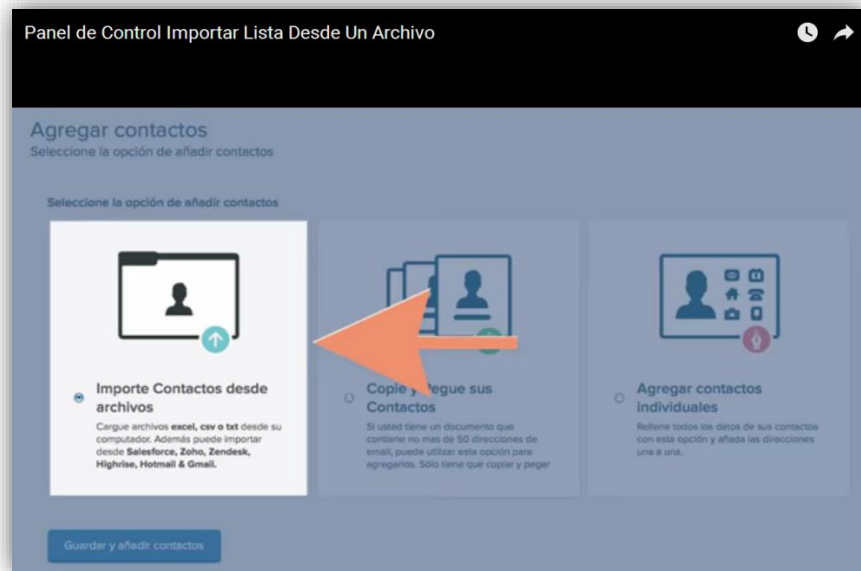 Panel de Control Importar Lista Desde Un Archivo
Agregar contactos
Seleccione la opción de añadir contactos
Seleccione la opción de añadir contactos
Importe Contactos desde
archivos
Cargue archivos excel, csv o txt desde su
computador. Además puede importar
desde Salesforce, Zoho, Zendesk,
Highrise, Hotmail & Gmail.
Copie y Pegue sus
Contactos
Si usted tiene un documento que
contiene no mas de 50 direcciones de
email, puede utilizar esta opción para
agregarlos. Sólo tiene que copiar y pegar
Agregar contactos
individuales
Rellene todos los datos de sus contactos
con esta opción y añada las direcciones
una a una.
Guardar y añadir contactos